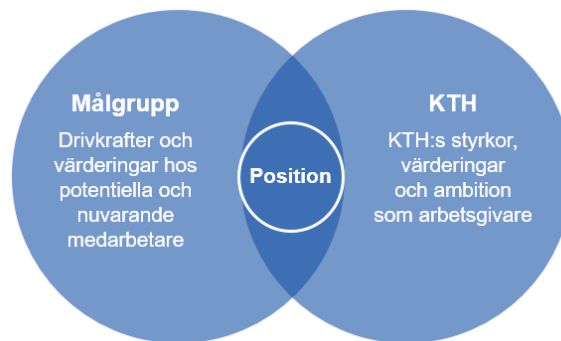 Målgrupp
Drivkrafter och
värderingar hos
potentiella och
nuvarande
medarbetare
Position
KTH
KTH:s styrkor,
värderingar
och ambition
som arbetsgivare